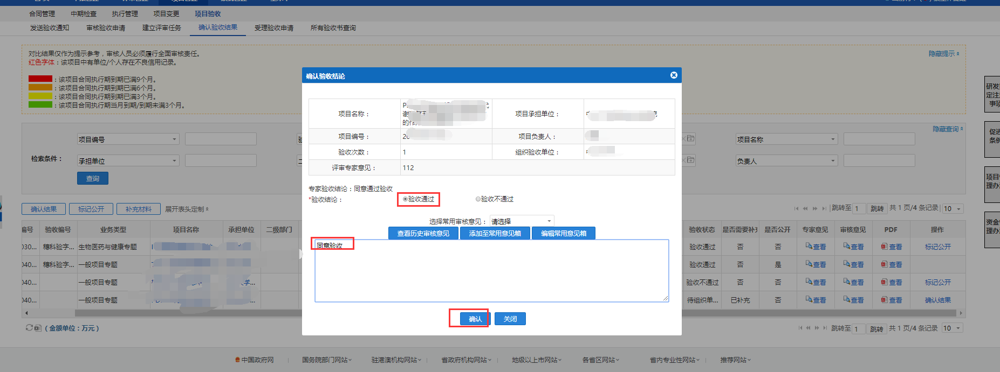 合同管理 中期检查 执行管理 项目变更 项目验收
发送验收通知 审核验收申请 建立评审任务 确认验收结果 受理验收申请 所有验收书查询
对比结果仅作为提示参考，审核人员必须履行全面审核责任。
隐藏提示
红色字体：该项目中有单位/个人存在不良信用记录。
：该项目合同执行期到期已满9个月。
：该项目合同执行期到期已满6个月。
：该项目合同执行期到期已满3个月。
：该项目合同执行期当月到期/到期未满3个月。
隐藏查询
检索条件：
项目编号
项目名称
承担单位
负责人
查询
确认结果 标记公开 补充材料 展开表头定制
跳转至 1 跳转 共 1 页/4 条记录 10
编号 验收编号 业务类型 项目名称 承担单位 二级部门 验收状态 是否需要补充 是否公开 专家意见 审核意见 PDF 操作
030... 穗科验字... 生物医药与健康专题 验收通过 否 否 查看 查看 查看 标记公开
040... 穗科验字... 一般项目专题 验收通过 否 是 查看 查看 查看
040... 一般项目专题 学... 验收不通过 否 否 查看 查看 查看 标记公开
040... 一般项目专题 待组织单... 已补充 否 查看 查看 查看 确认结果
(金额单位：万元)
跳转至 1 跳转 共 1 页/4 条记录 10
确认验收结论
项目名称： 的作
项目承担单位：
项目编号： 20
项目负责人：
验收次数： 1
组织验收单位：
评审专家意见： 112
专家验收结论：同意通过验收
*验收结论： 验收通过 验收不通过
选择常用审核意见： 请选择
查看历史审核意见 添加至常用意见箱 编辑常用意见箱
同意验收
确认 关闭
研发
定注
事项
促进
条例
项目
理办
资金
理办
中国政府网 国务院部门网站 驻港澳机构网站 省政府机构网站 地级以上市网站 各省区网站 省内专业性网站 推荐网站